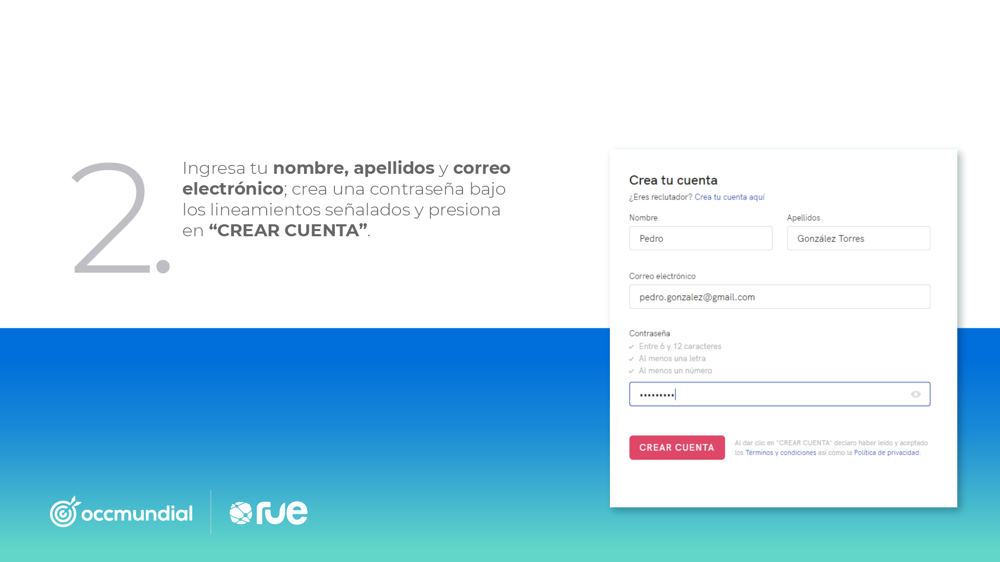 2.
Ingresa tu nombre, apellidos y correo
electrónico; crea una contraseña bajo
los lineamientos señalados y presiona
en “CREAR CUENTA”.
Crea tu cuenta
¿Eres reclutador? Crea tu cuenta aquí
Nombre
Apellidos
Pedro
González Torres
Correo electrónico
pedro.gonzalez@gmail.com
Contraseña
Entre 6 y 12 caracteres
Al menos una letra
Al menos un número
•••••••••
CREAR CUENTA
Al dar clic en "CREAR CUENTA" declaro haber leído y aceptado
los Términos y condiciones así como la Política de privacidad.
occmundial
rue